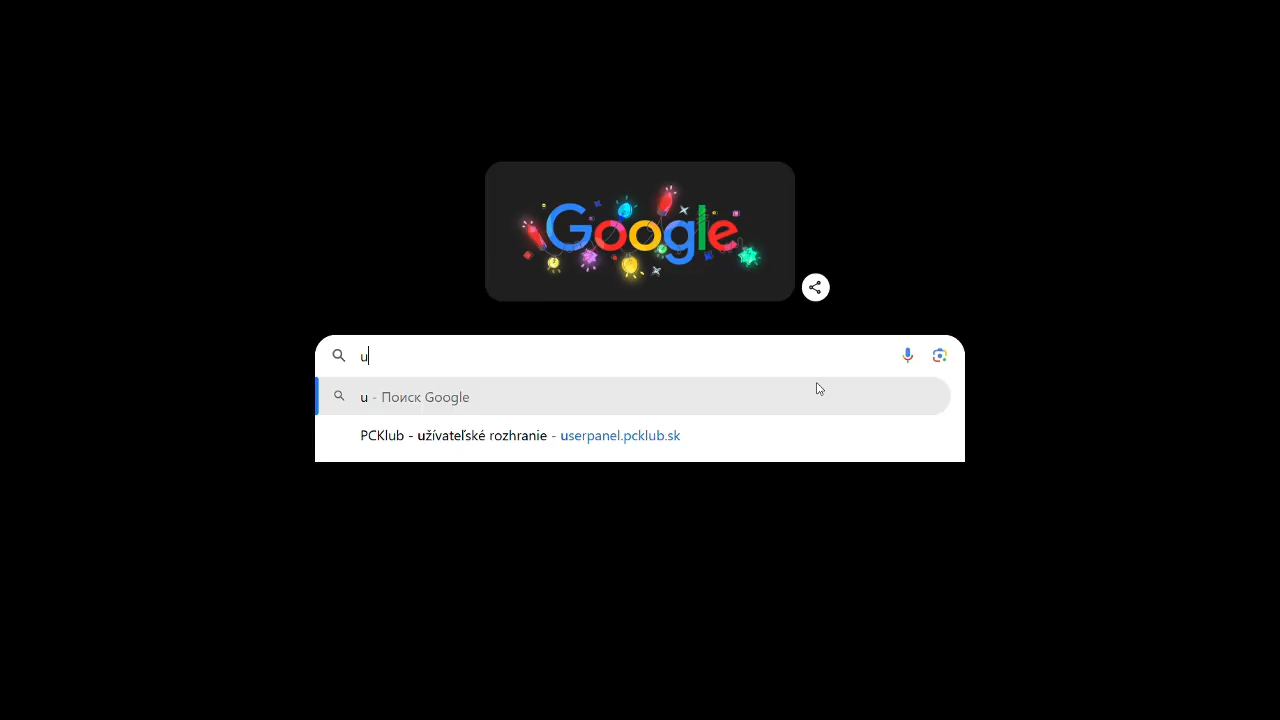 Google
u
u - Поиск Google
PCKlub - užívateľské rozhranie - userpanel.pcklub.sk